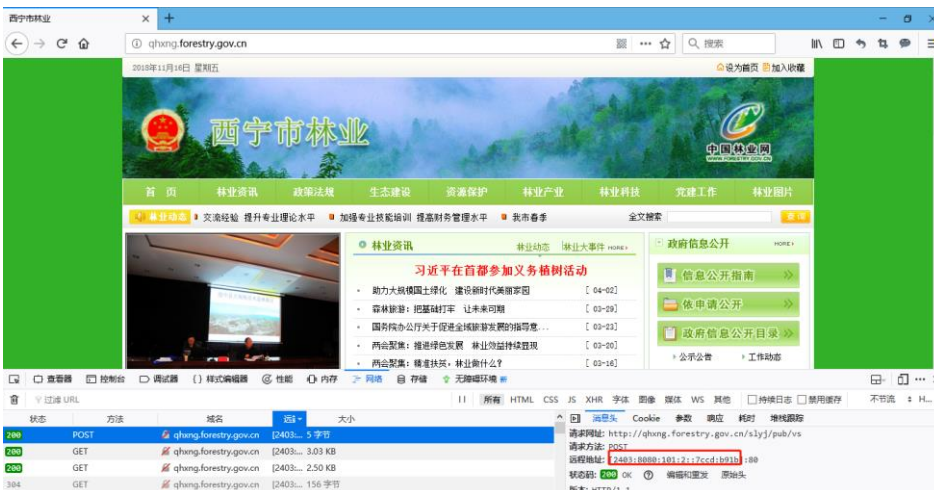 西宁市林业
qhxng.forestry.gov.cn
搜索
2018年11月16日 星期五
设为首页 加入收藏
西宁市林业
中国林业网
WWW.FORESTRY.GOV.CN
首 页 林业资讯 政策法规 生态建设 资源保护 林业产业 林业科技 党建工作 林业图片
林业动态 交流经验 提升专业理论水平 加强专业技能培训 提高财务管理水平 我市春季 全文搜索 查询
林业资讯 林业动态 林业大事件 MORE
政府信息公开 MORE
习近平在首都参加义务植树活动
助力大规模国土绿化 建设新时代美丽家园 [ 04-02]
森林旅游：把基础打牢 让未来可期 [ 03-29]
国务院办公厅关于促进全域旅游发展的指导意... [ 03-23]
两会聚集：推进绿色发展 林业效益持续显现 [ 03-20]
两会聚集：精准扶贫，林业做什么？ [ 03-16]
信息公开指南
依申请公开
政府信息公开目录
公示公告 工作动态
查看器 控制台 调试器 {} 样式编辑器 性能 内存 网络 存储 无障碍环境
过滤 URL
所有 HTML CSS JS XHR 字体 图像 媒体 WS 其他 持续日志 禁用缓存 不节流 H...
状态 方法 域名 大小
200 POST qhxng.forestry.gov.cn [2403:... 5 字节
200 GET qhxng.forestry.gov.cn [2403:... 3.03 KB
200 GET qhxng.forestry.gov.cn [2403:... 2.50 KB
304 GET qhxng.forestry.gov.cn [2403:... 156 字节
消息头 Cookie 参数 响应 耗时 堆栈跟踪
请求网址: http://qhxng.forestry.gov.cn/slyj/pub/vs
请求方法: POST
远程地址: [2403:8080:101:2::7ccd:b91b]:80
状态码: 200 OK 编辑和重发 原始头
版本: HTTP/1.1